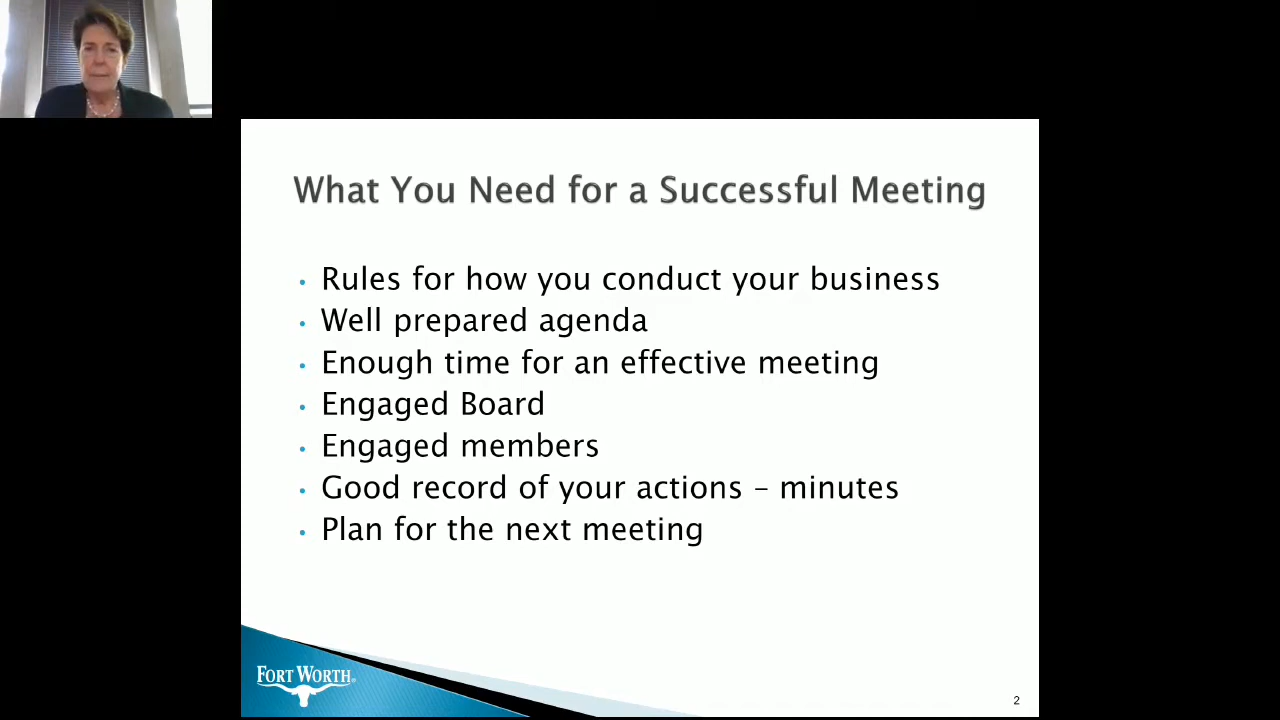 What You Need for a Successful Meeting
• Rules for how you conduct your business
• Well prepared agenda
• Enough time for an effective meeting
• Engaged Board
• Engaged members
• Good record of your actions – minutes
• Plan for the next meeting
FORT WORTH®
2